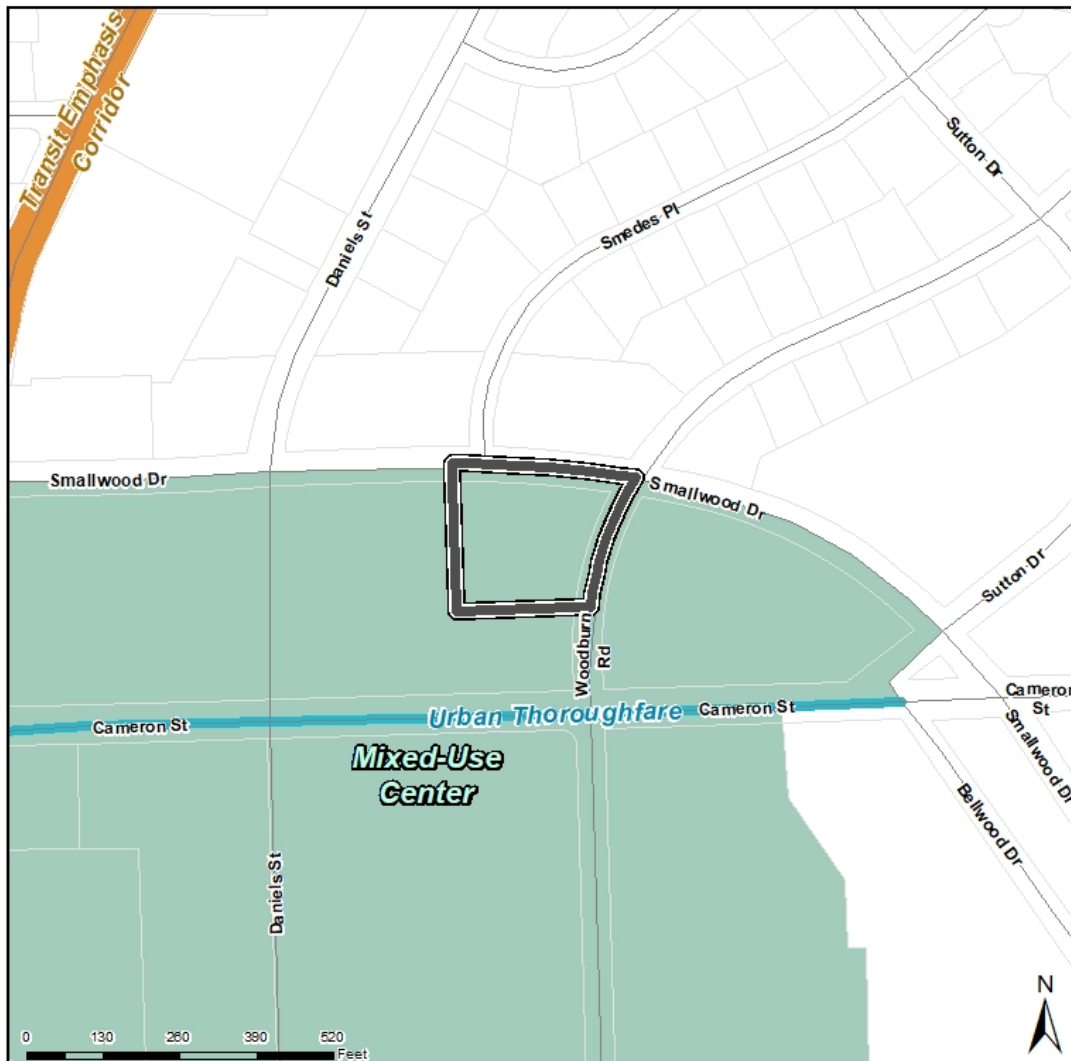 Transit Emphasis
Corridor
Sutton Dr
Daniels St
Smedes Pl
Smallwood Dr
Smallwood Dr
Sutton Dr
Woodburn
Rd
Cameron
St
Cameron St
Urban Thoroughfare
Cameron St
Smallwood Dr
Mixed-Use
Center
Bellwood Dr
Daniels St
N
0 130 260 390 520
Feet